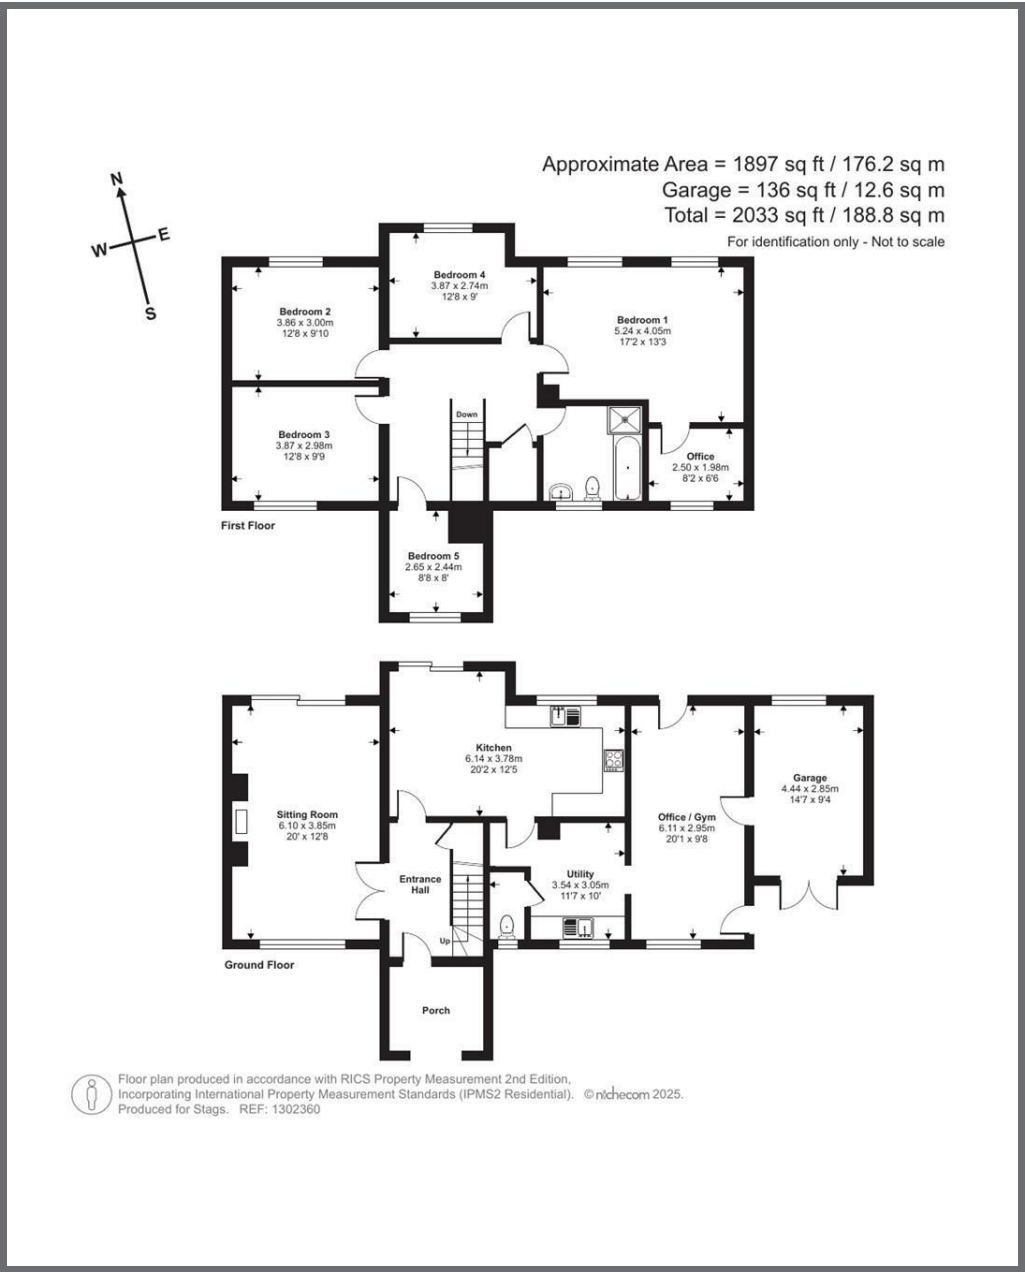 Approximate Area = 1897 sq ft / 176.2 sq m
Garage = 136 sq ft / 12.6 sq m
Total = 2033 sq ft / 188.8 sq m
For identification only - Not to scale
N
W
E
S
Bedroom 4
3.87 x 2.74m
12'8 x 9'
Bedroom 2
3.86 x 3.00m
12'8 x 9'10
Bedroom 1
5.24 x 4.05m
17'2 x 13'3
Down
Bedroom 3
3.87 x 2.98m
12'8 x 9'9
Office
2.50 x 1.98m
8'2 x 6'6
First Floor
Bedroom 5
2.65 x 2.44m
8'8 x 8'
Kitchen
6.14 x 3.78m
20'2 x 12'5
Garage
4.44 x 2.85m
14'7 x 9'4
Sitting Room
6.10 x 3.85m
20' x 12'8
Office / Gym
6.11 x 2.95m
20'1 x 9'8
Entrance
Hall
Utility
3.54 x 3.05m
11'7 x 10'
Up
Ground Floor
Porch
Floor plan produced in accordance with RICS Property Measurement 2nd Edition,
Incorporating International Property Measurement Standards (IPMS2 Residential). © nichecom 2025.
Produced for Stags. REF: 1302360